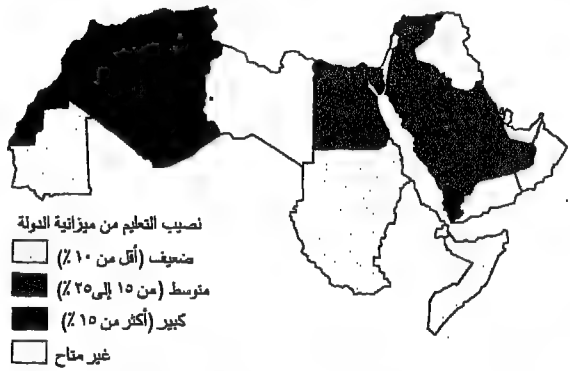 نصيب التعليم من ميزانية الدولة
ضعيف (أقل من ١٠ ٪)
متوسط (من ١٥ إلى ٢٥ ٪)
كبير (أكثر من ١٥ ٪)
غير متاح